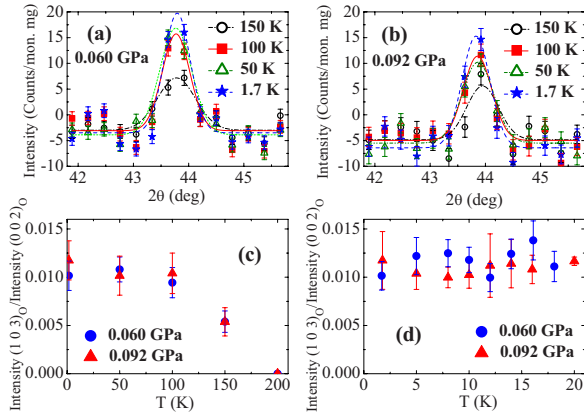 (a)
0.060 GPa
150 K
100 K
50 K
1.7 K
Intensity (Counts/mon. mg)
20
15
10
5
0
-5
-10
42
43
44
45
2θ (deg)
(b)
0.092 GPa
150 K
100 K
50 K
1.7 K
Intensity (Counts/mon. mg)
20
15
10
5
0
-5
-10
42
43
44
45
2θ (deg)
(c)
Intensity (1 0 3)O/Intensity (0 0 2)O
0.015
0.010
0.005
0.000
0.060 GPa
0.092 GPa
0
50
100
150
200
T (K)
(d)
Intensity (1 0 3)O/Intensity (0 0 2)O
0.015
0.010
0.005
0.000
0.060 GPa
0.092 GPa
0
5
10
15
20
T (K)